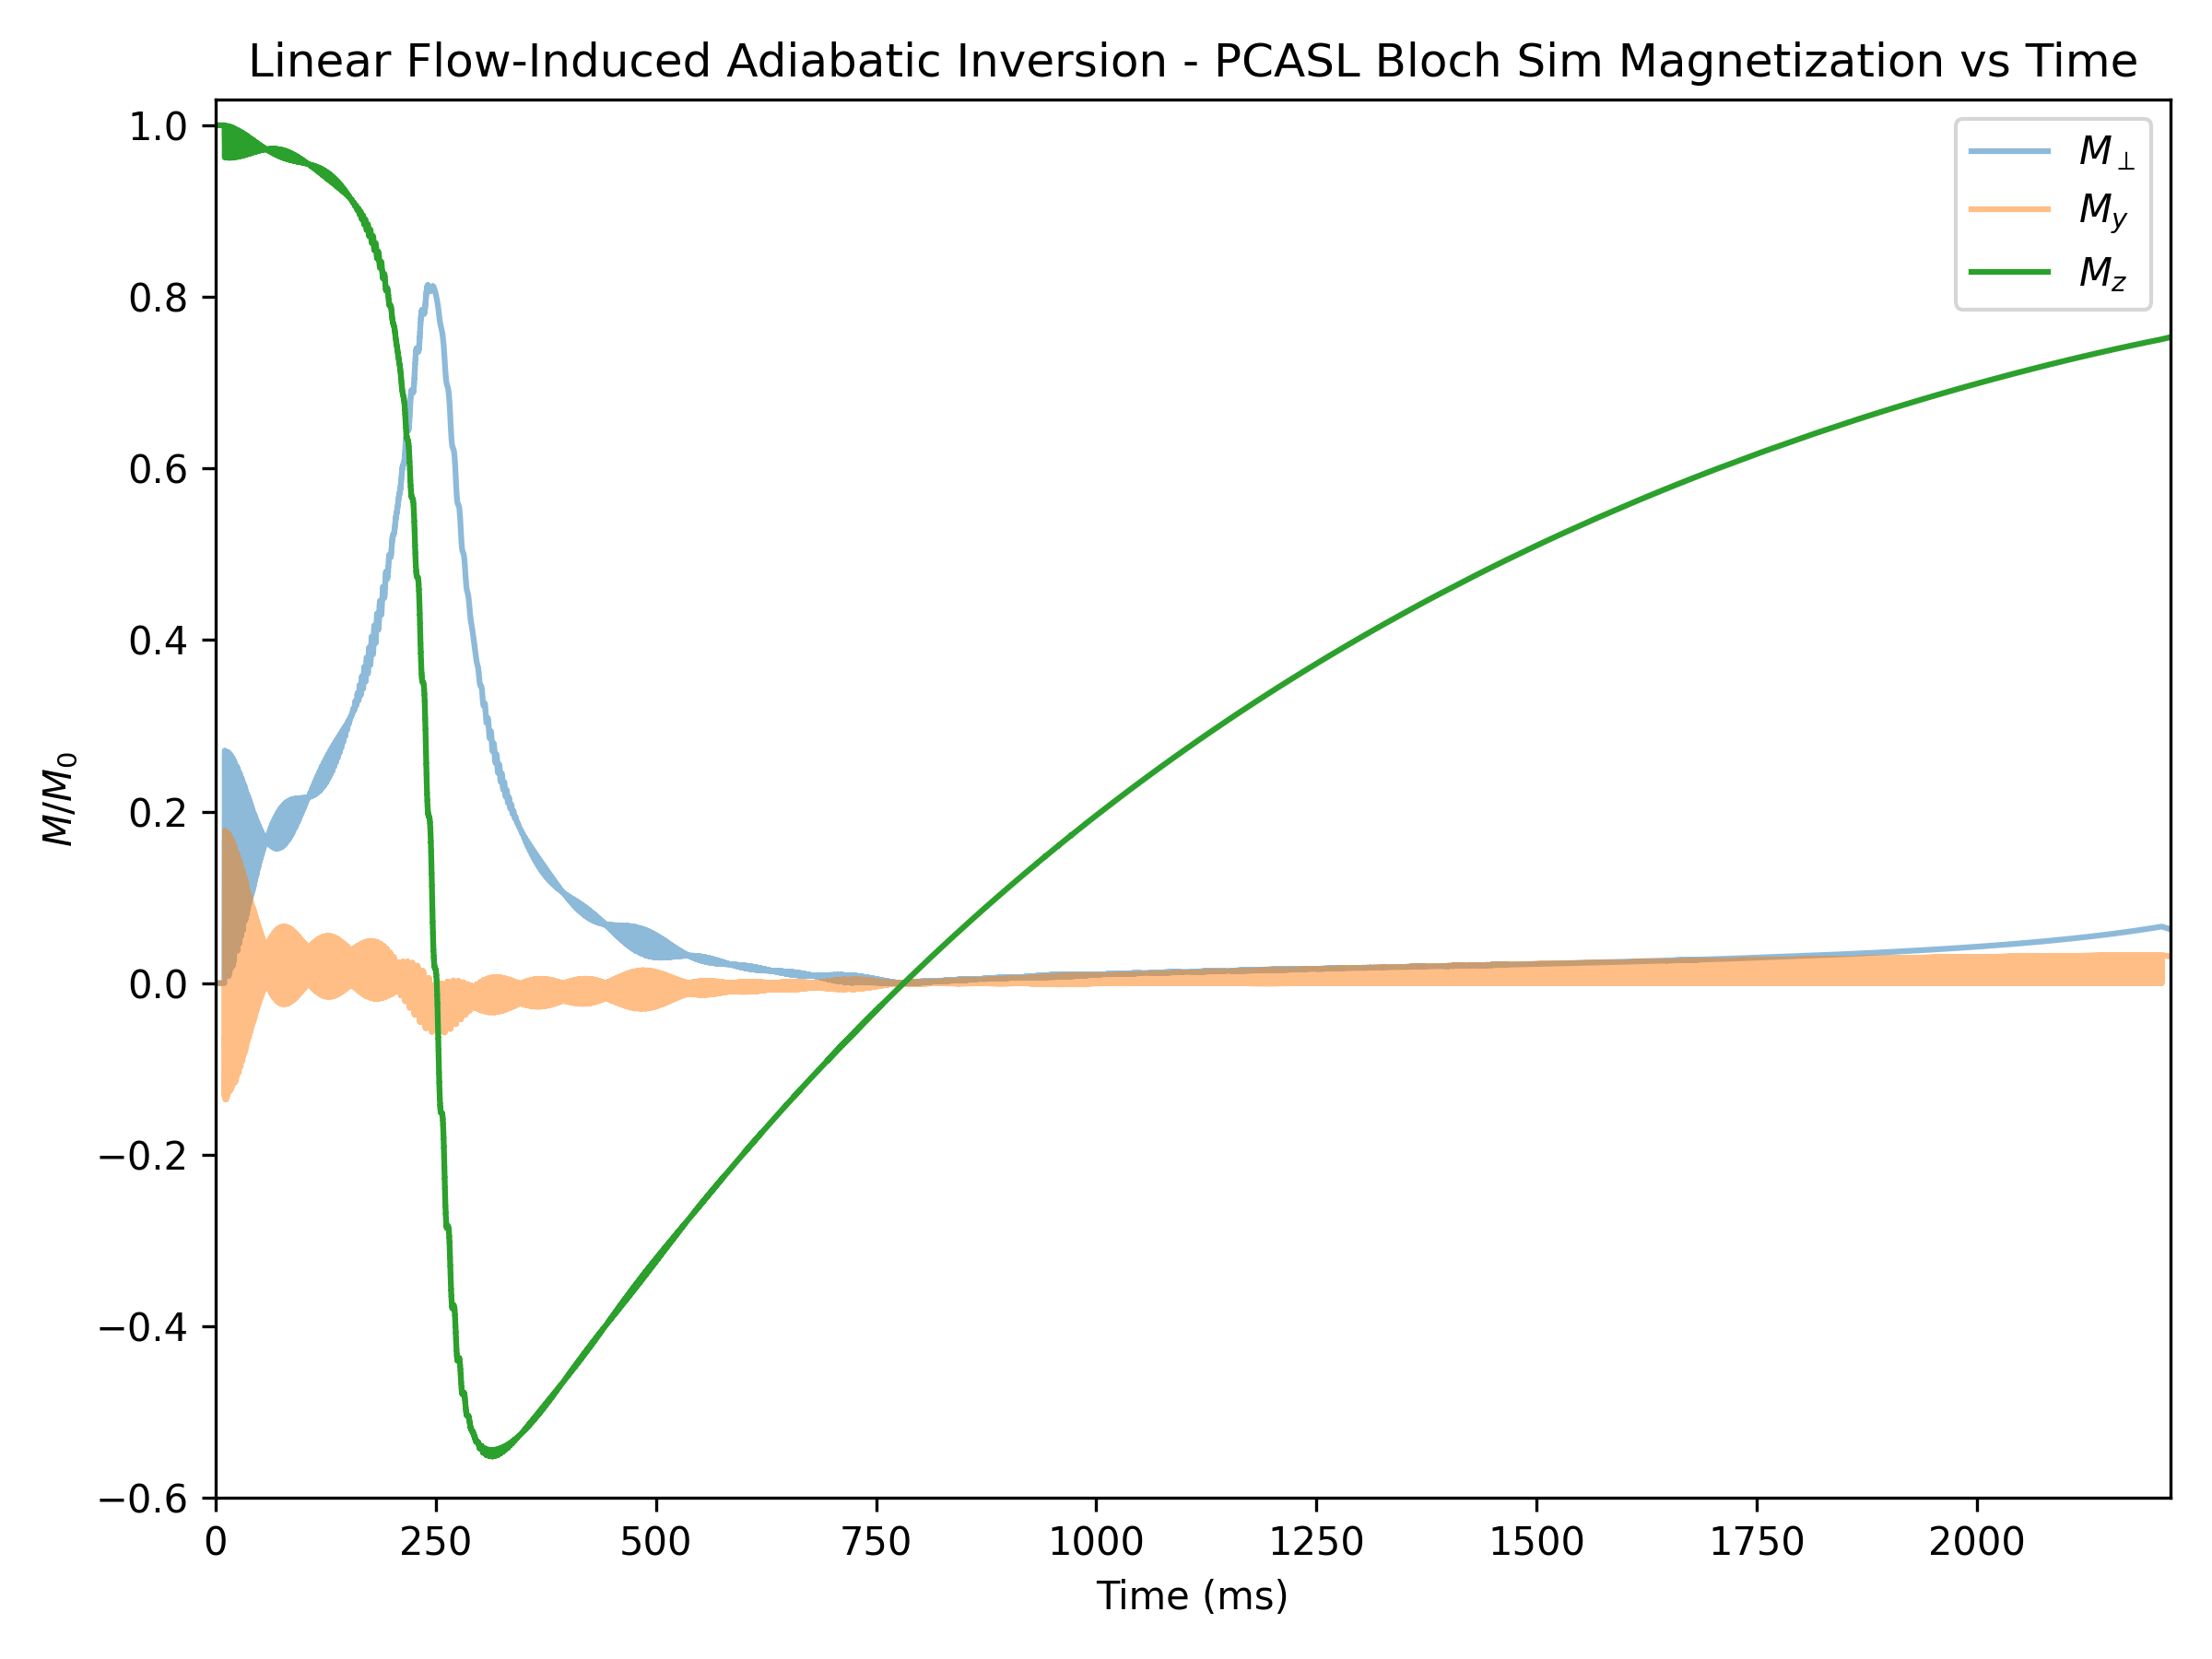 Linear Flow-Induced Adiabatic Inversion - PCASL Bloch Sim Magnetization vs Time
1.0
0.8
0.6
0.4
0.2
0.0
−0.2
−0.4
−0.6
M/M₀
M⊥
My
Mz
0 250 500 750 1000 1250 1500 1750 2000
Time (ms)